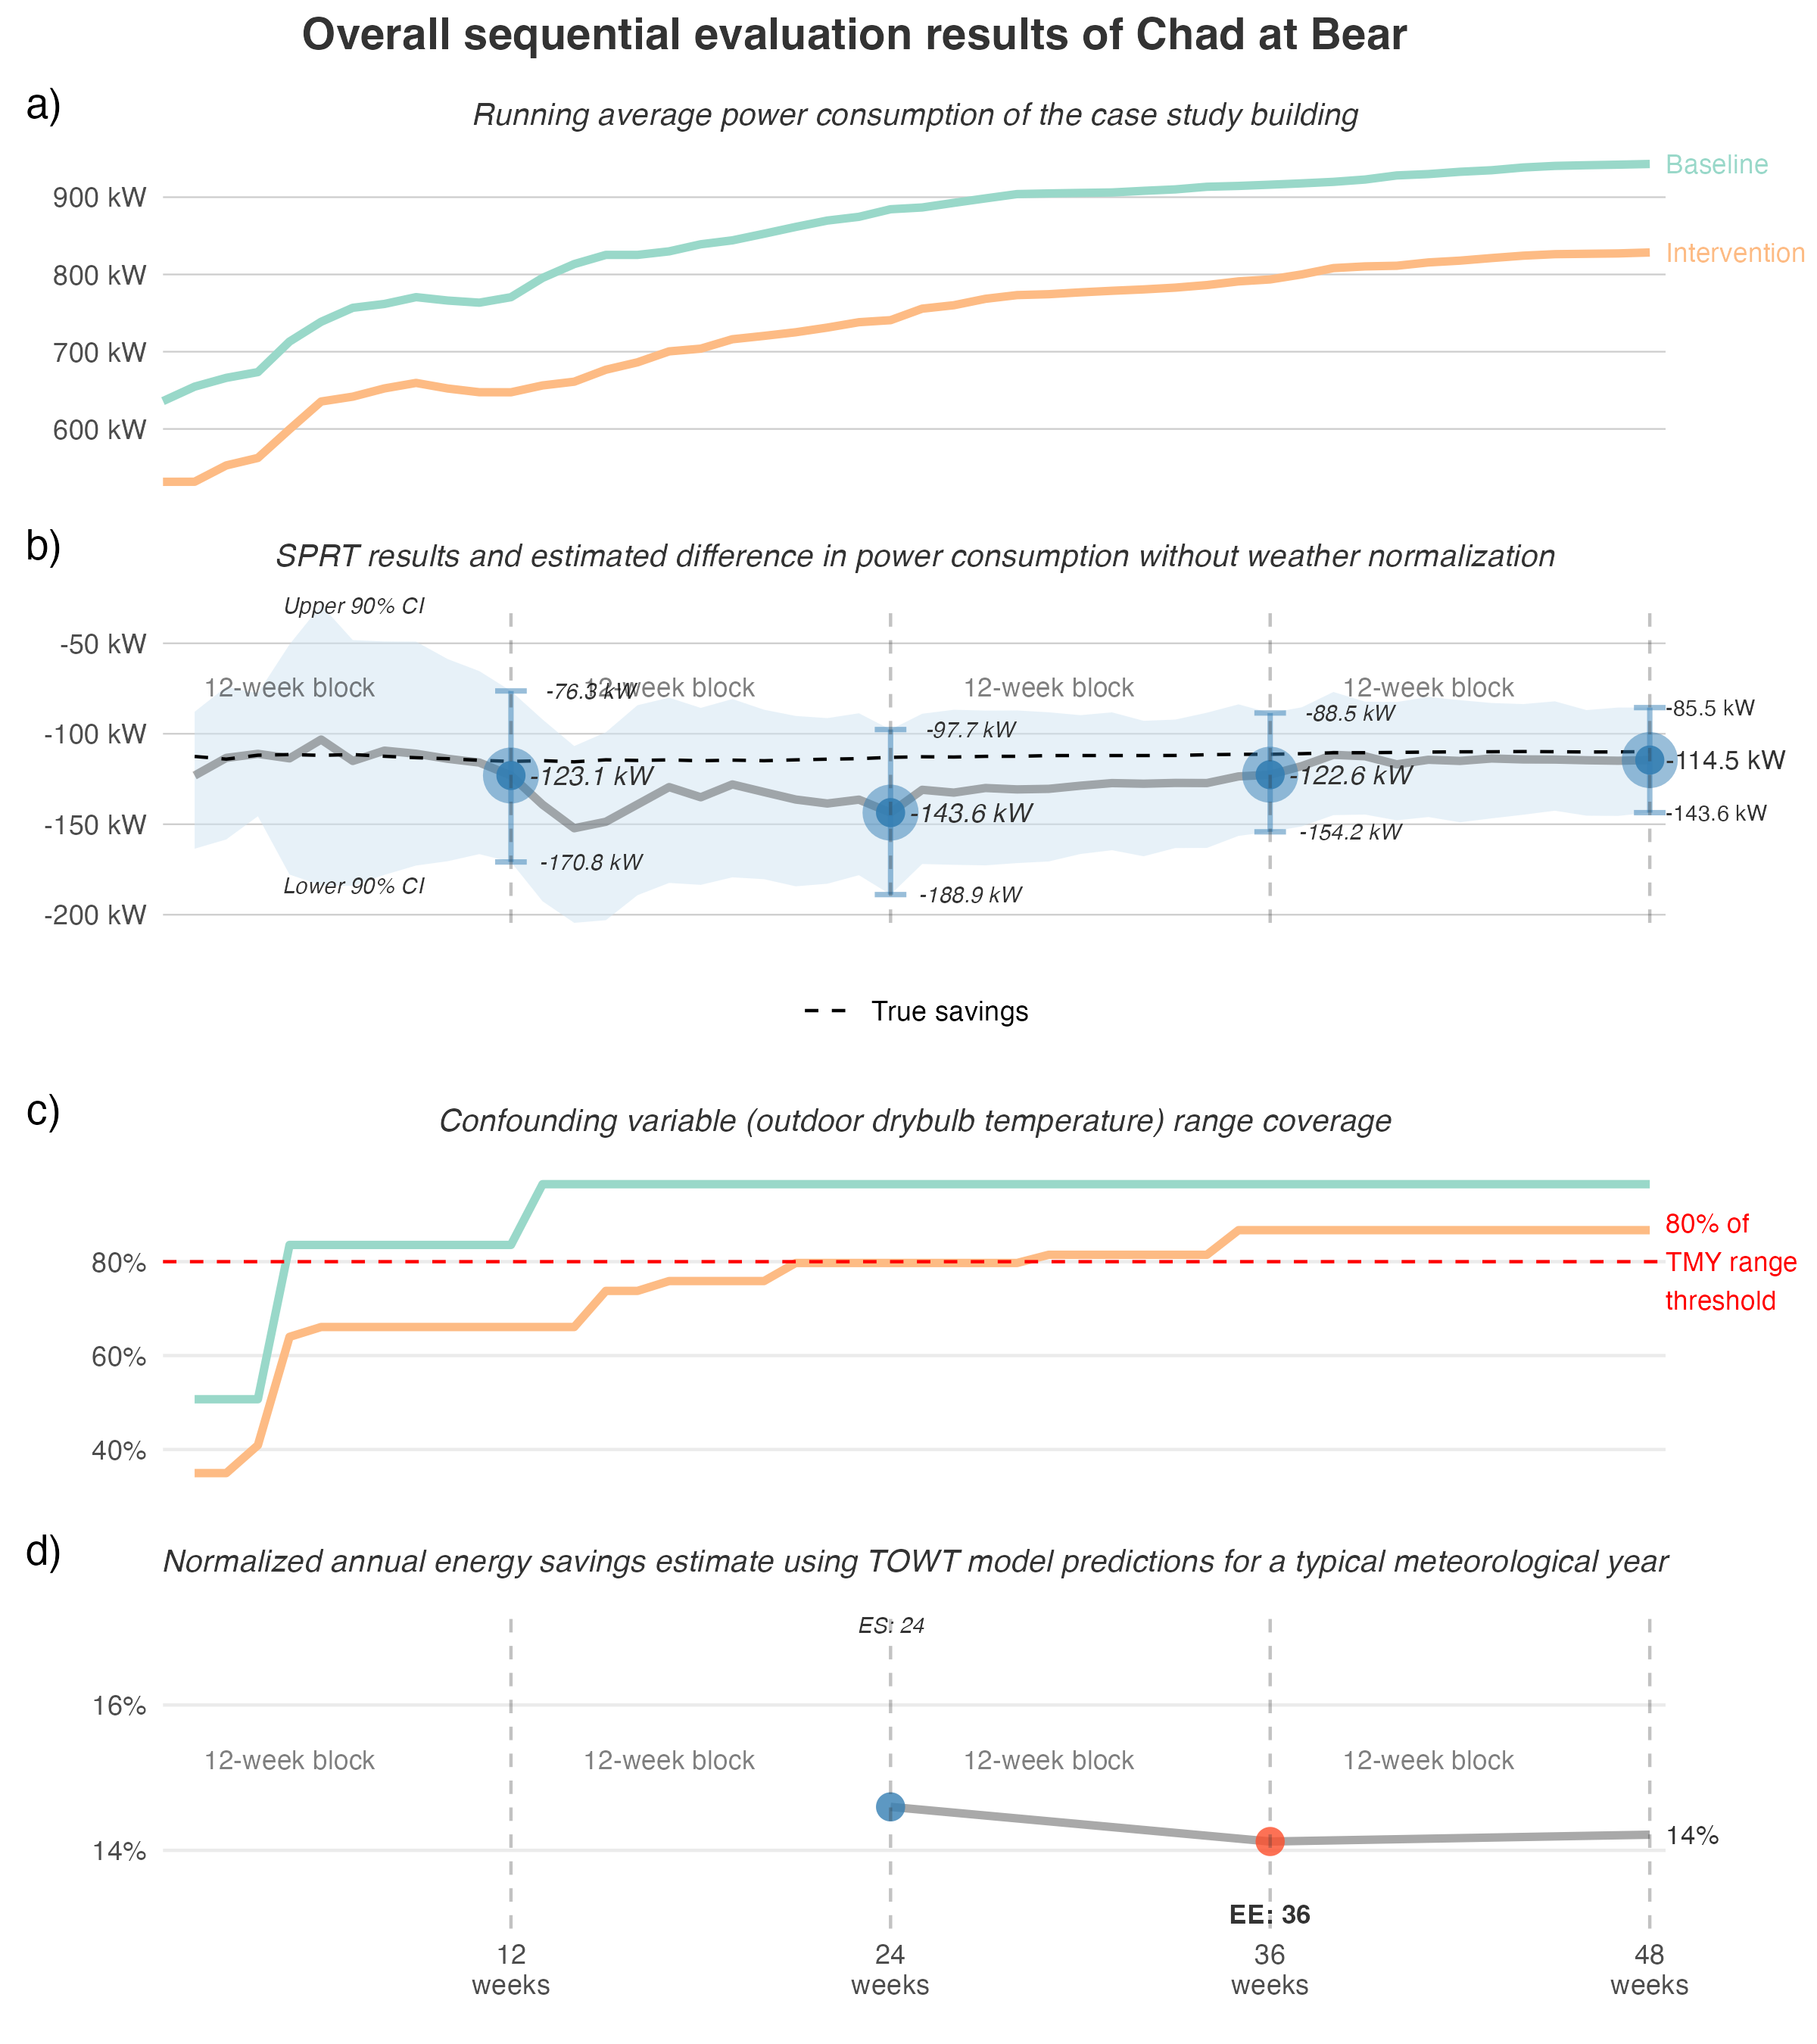 Overall sequential evaluation results of Chad at Bear
a)
Running average power consumption of the case study building
900 kW
800 kW
700 kW
600 kW
Baseline
Intervention
b)
SPRT results and estimated difference in power consumption without weather normalization
Upper 90% CI
-50 kW
-100 kW
-150 kW
-200 kW
12-week block
12-week block
12-week block
12-week block
-76.3 kW
-97.7 kW
-88.5 kW
-85.5 kW
-123.1 kW
-143.6 kW
-122.6 kW
-114.5 kW
-170.8 kW
-188.9 kW
-154.2 kW
-143.6 kW
Lower 90% CI
True savings
c)
Confounding variable (outdoor drybulb temperature) range coverage
80%
60%
40%
80% of
TMY range
threshold
d)
Normalized annual energy savings estimate using TOWT model predictions for a typical meteorological year
ES: 24
16%
14%
12-week block
12-week block
12-week block
12-week block
14%
EE: 36
12
weeks
24
weeks
36
weeks
48
weeks